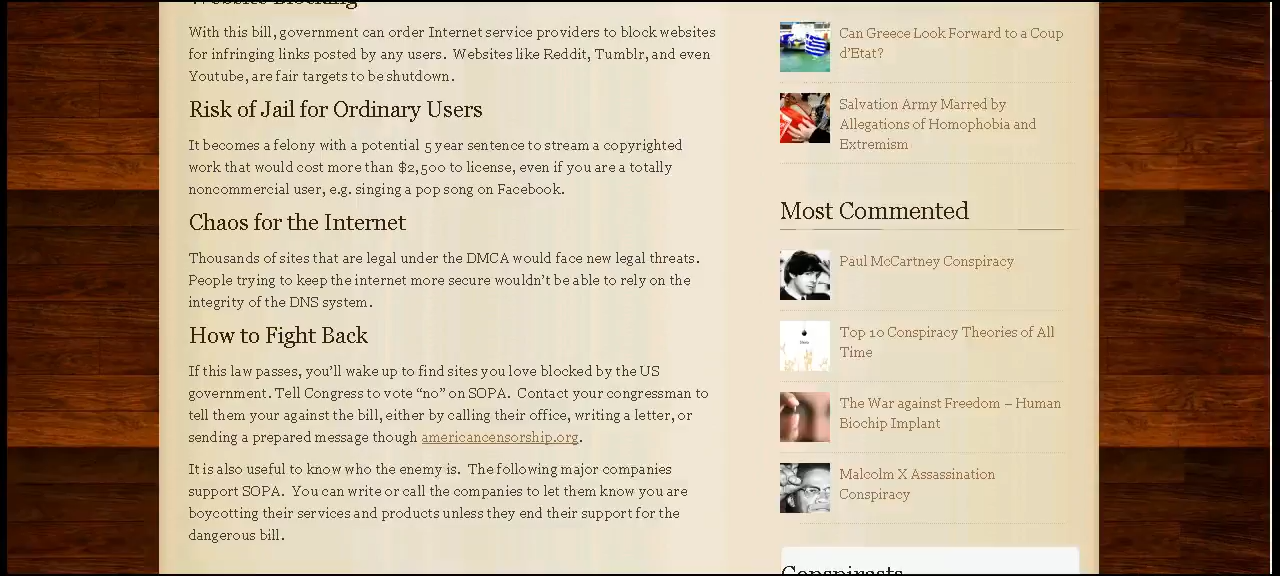 Website Blocking
With this bill, government can order Internet service providers to block websites
for infringing links posted by any users.  Websites like Reddit, Tumblr, and even
Youtube, are fair targets to be shutdown.
Risk of Jail for Ordinary Users
It becomes a felony with a potential 5 year sentence to stream a copyrighted
work that would cost more than $2,500 to license, even if you are a totally
noncommercial user, e.g. singing a pop song on Facebook.
Chaos for the Internet
Thousands of sites that are legal under the DMCA would face new legal threats.
People trying to keep the internet more secure wouldn't be able to rely on the
integrity of the DNS system.
How to Fight Back
If this law passes, you'll wake up to find sites you love blocked by the US
government. Tell Congress to vote “no” on SOPA.  Contact your congressman to
tell them your against the bill, either by calling their office, writing a letter, or
sending a prepared message though americancensorship.org.
It is also useful to know who the enemy is.  The following major companies
support SOPA.  You can write or call the companies to let them know you are
boycotting their services and products unless they end their support for the
dangerous bill.
Can Greece Look Forward to a Coup
d'Etat?
Salvation Army Marred by
Allegations of Homophobia and
Extremism
Most Commented
Paul McCartney Conspiracy
Top 10 Conspiracy Theories of All
Time
The War against Freedom – Human
Biochip Implant
Malcolm X Assassination
Conspiracy
Conspirasts